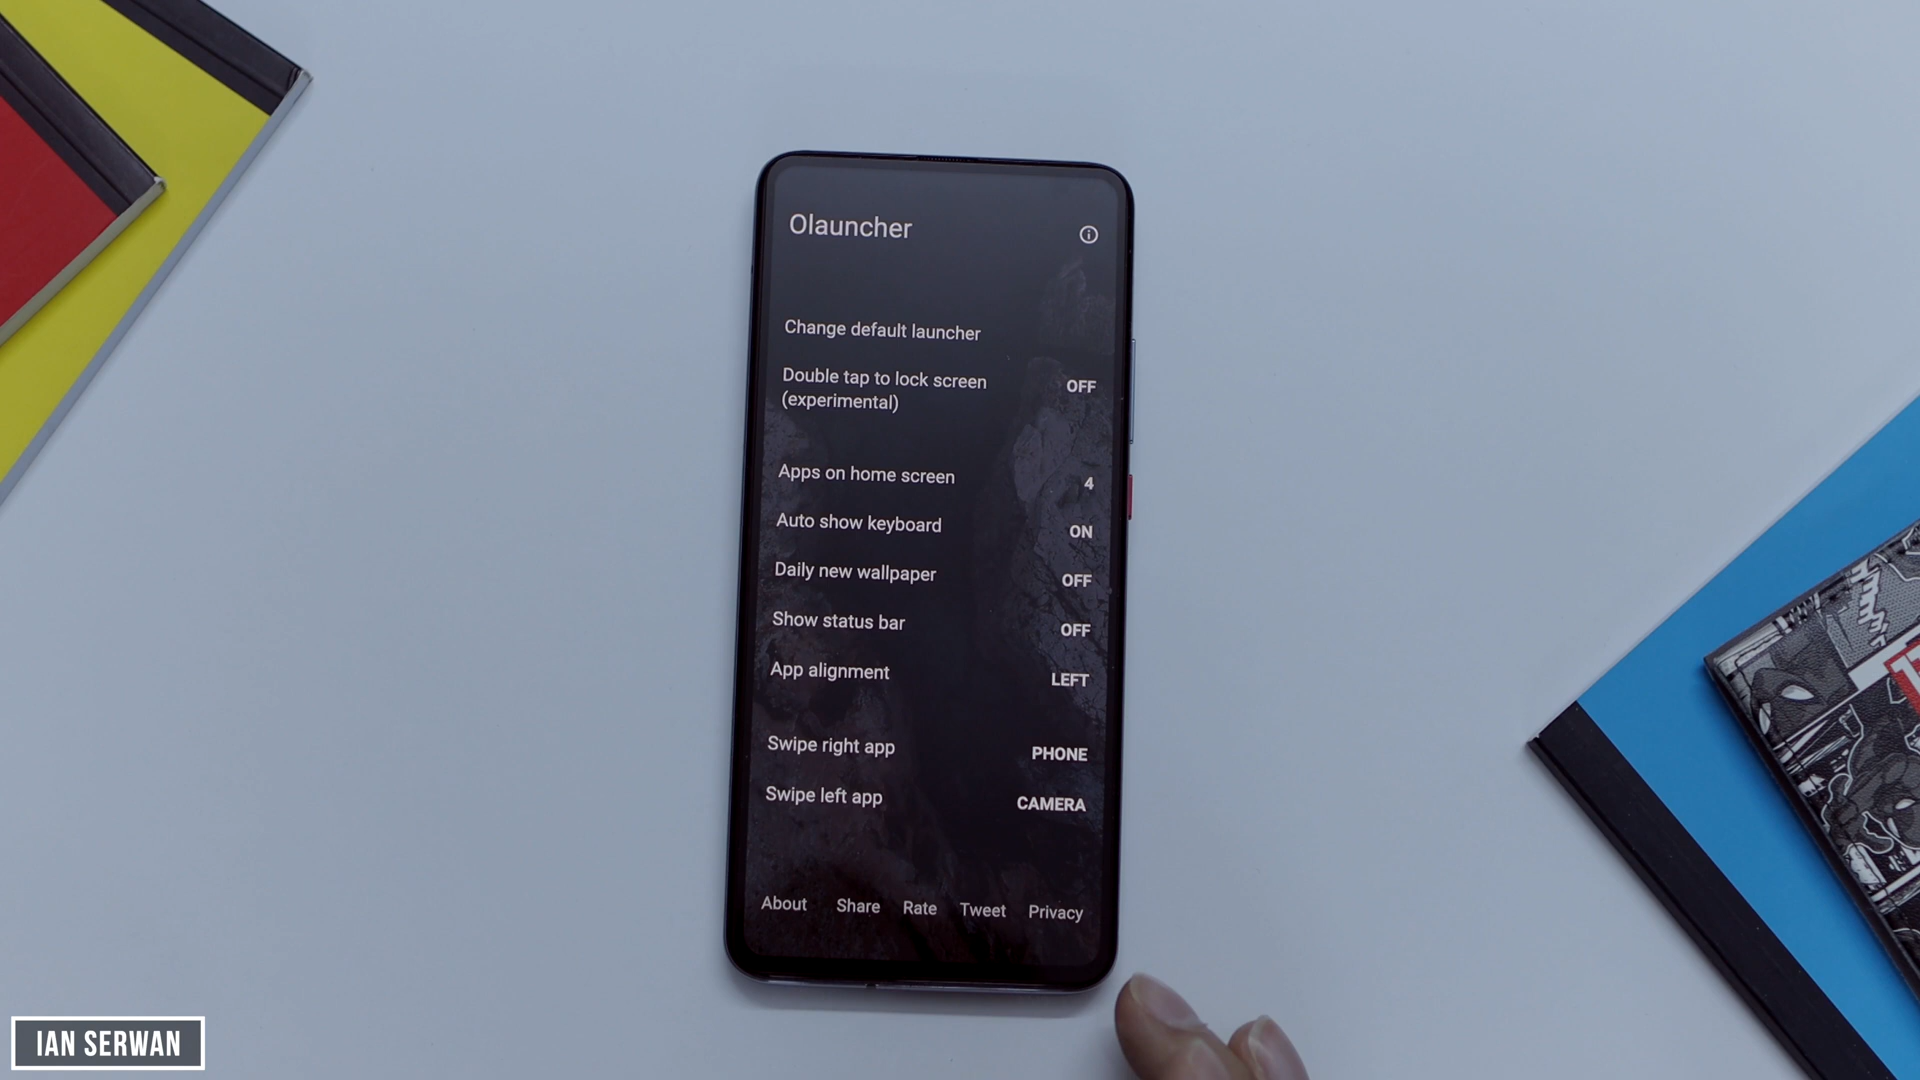 Olauncher
Change default launcher
Double tap to lock screen OFF
(experimental)
Apps on home screen 4
Auto show keyboard ON
Daily new wallpaper OFF
Show status bar OFF
App alignment LEFT
Swipe right app PHONE
Swipe left app CAMERA
About Share Rate Tweet Privacy
IAN SERWAN